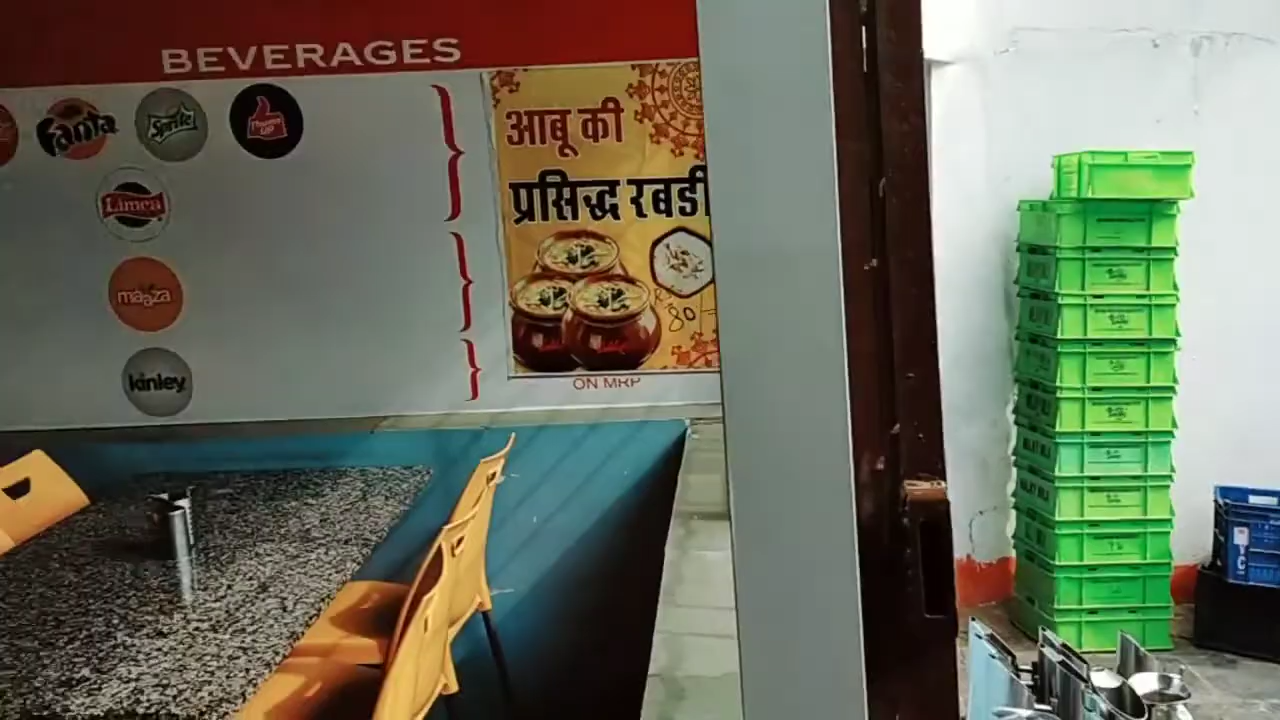 BEVERAGES
Fanta
Sprite
Thums UP
Limca
maaza
kinley
आबू की
प्रसिद्ध रबडी
80/-
ON MRP